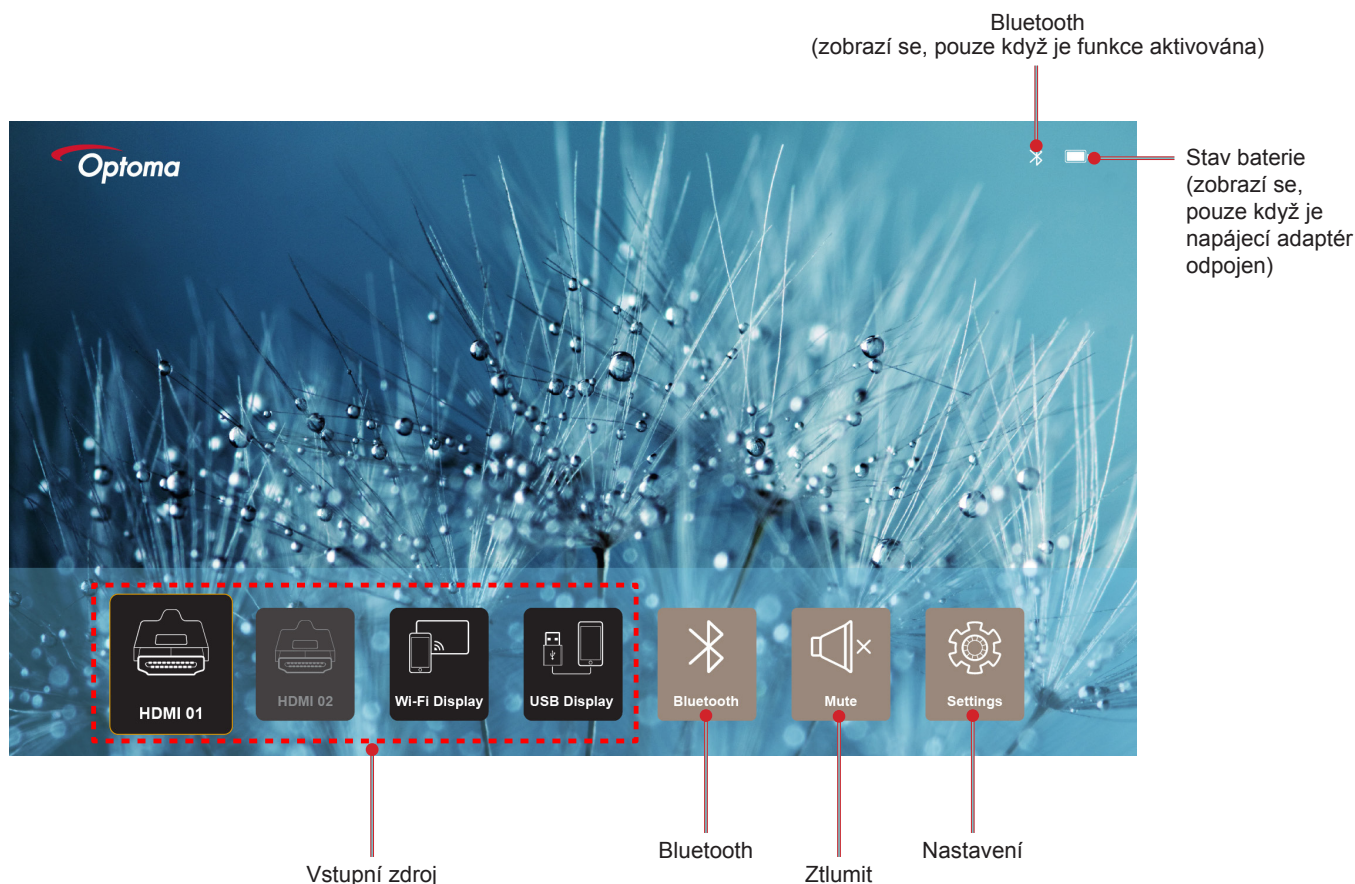 Bluetooth
(zobrazí se, pouze když je funkce aktivována)
Optoma
Stav baterie
(zobrazí se,
pouze když je
napájecí adaptér
odpojen)
HDMI 01
HDMI 02
Wi-Fi Display
USB Display
Bluetooth
Mute
Settings
Bluetooth
Nastavení
Vstupní zdroj
Ztlumit